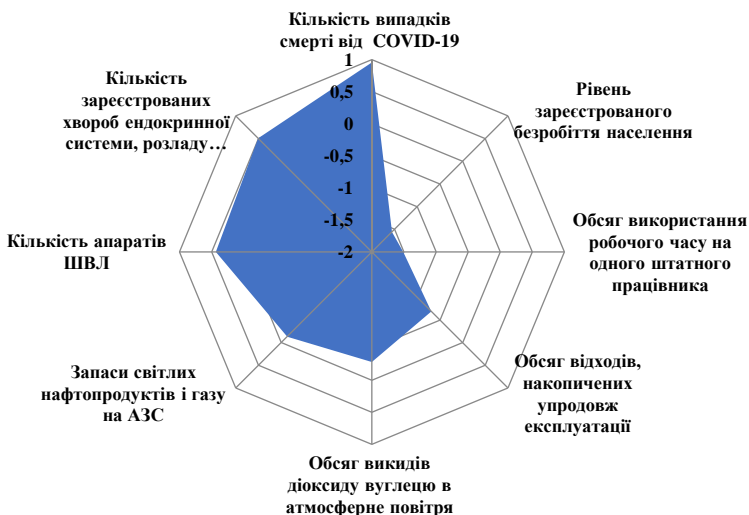 Кількість випадків
смерті від COVID-19
Рівень
зареєстрованого
безробіття населення
Обсяг використання
робочого часу на
одного штатного
працівника
Обсяг відходів,
накопичених
упродовж
експлуатації
Обсяг викидів
діоксиду вуглецю в
атмосферне повітря
Запаси світлих
нафтопродуктів і газу
на АЗС
Кількість апаратів
ШВЛ
Кількість
зареєстрованих
хвороб ендокринної
системи, розладу…
1
0,5
0
-0,5
-1
-1,5
-2